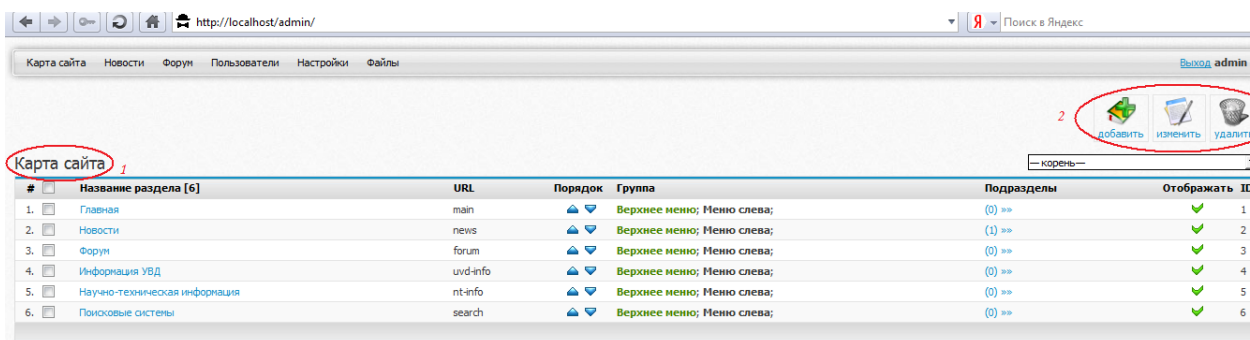 http://localhost/admin/ Я Поиск в Яндекс
Карта сайта Новости Форум Пользователи Настройки Файлы Выход admin
2 добавить изменить удалить
Карта сайта 1 — корень—
# Название раздела [6] URL Порядок Группа Подразделы Отображать ID
1. Главная main Верхнее меню; Меню слева; (0) »» 1
2. Новости news Верхнее меню; Меню слева; (1) »» 2
3. Форум forum Верхнее меню; Меню слева; (0) »» 3
4. Информация УВД uvd-info Верхнее меню; Меню слева; (0) »» 4
5. Научно-техническая информация nt-info Верхнее меню; Меню слева; (0) »» 5
6. Поисковые системы search Верхнее меню; Меню слева; (0) »» 6